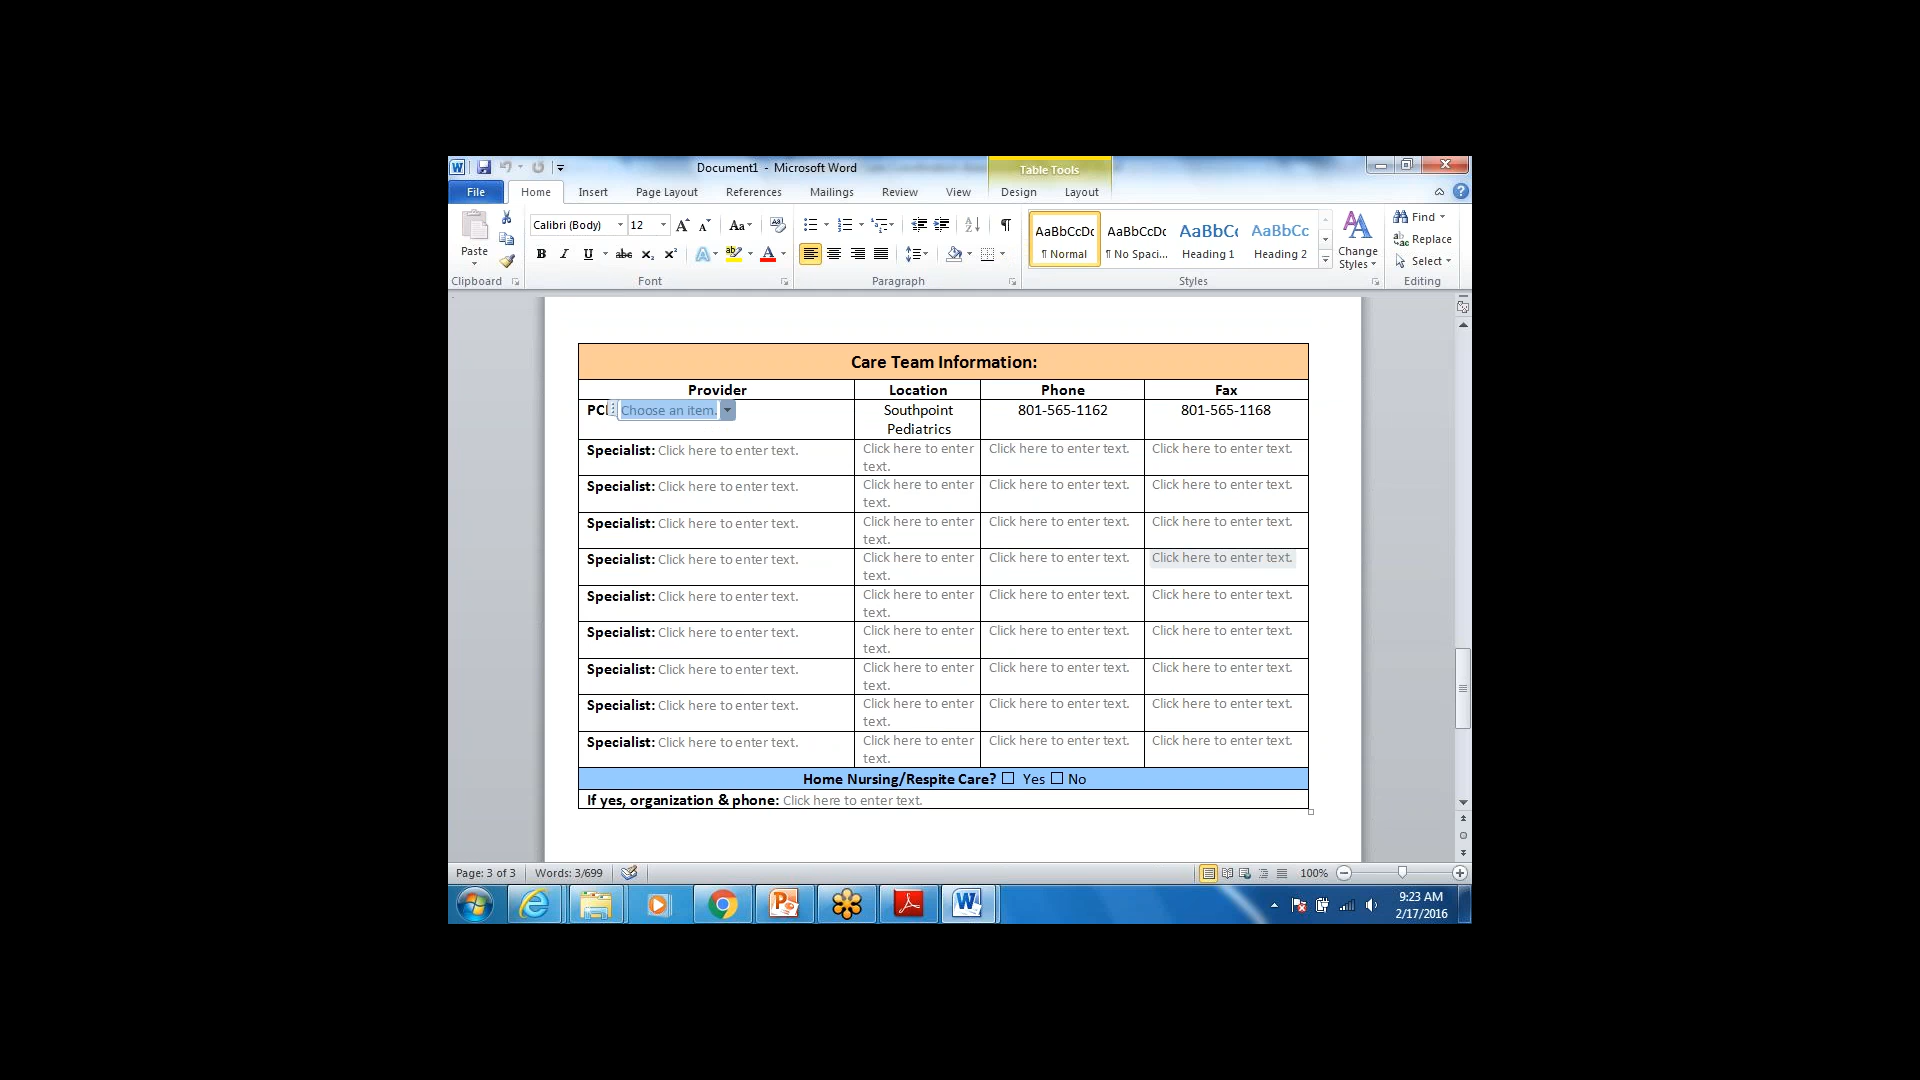 Document1 - Microsoft Word
Table Tools
File Home Insert Page Layout References Mailings Review View Design Layout
Paste
Calibri (Body) 12
AaBbCcDc AaBbCcDc AaBbCc AaBbCc
¶ Normal ¶ No Spaci... Heading 1 Heading 2
Change
Styles
Find
Replace
Select
Clipboard Font Paragraph Styles Editing
Care Team Information:
Provider Location Phone Fax
Choose an item. Southpoint Pediatrics 801-565-1162 801-565-1168
Specialist: Click here to enter text. Click here to enter text. Click here to enter text. Click here to enter text.
Specialist: Click here to enter text. Click here to enter text. Click here to enter text. Click here to enter text.
Specialist: Click here to enter text. Click here to enter text. Click here to enter text. Click here to enter text.
Specialist: Click here to enter text. Click here to enter text. Click here to enter text. Click here to enter text.
Specialist: Click here to enter text. Click here to enter text. Click here to enter text. Click here to enter text.
Specialist: Click here to enter text. Click here to enter text. Click here to enter text. Click here to enter text.
Specialist: Click here to enter text. Click here to enter text. Click here to enter text. Click here to enter text.
Specialist: Click here to enter text. Click here to enter text. Click here to enter text. Click here to enter text.
Specialist: Click here to enter text. Click here to enter text. Click here to enter text. Click here to enter text.
Home Nursing/Respite Care? ☐ Yes ☐ No
If yes, organization & phone: Click here to enter text.
Page: 3 of 3 Words: 3/699 100%
9:23 AM
2/17/2016